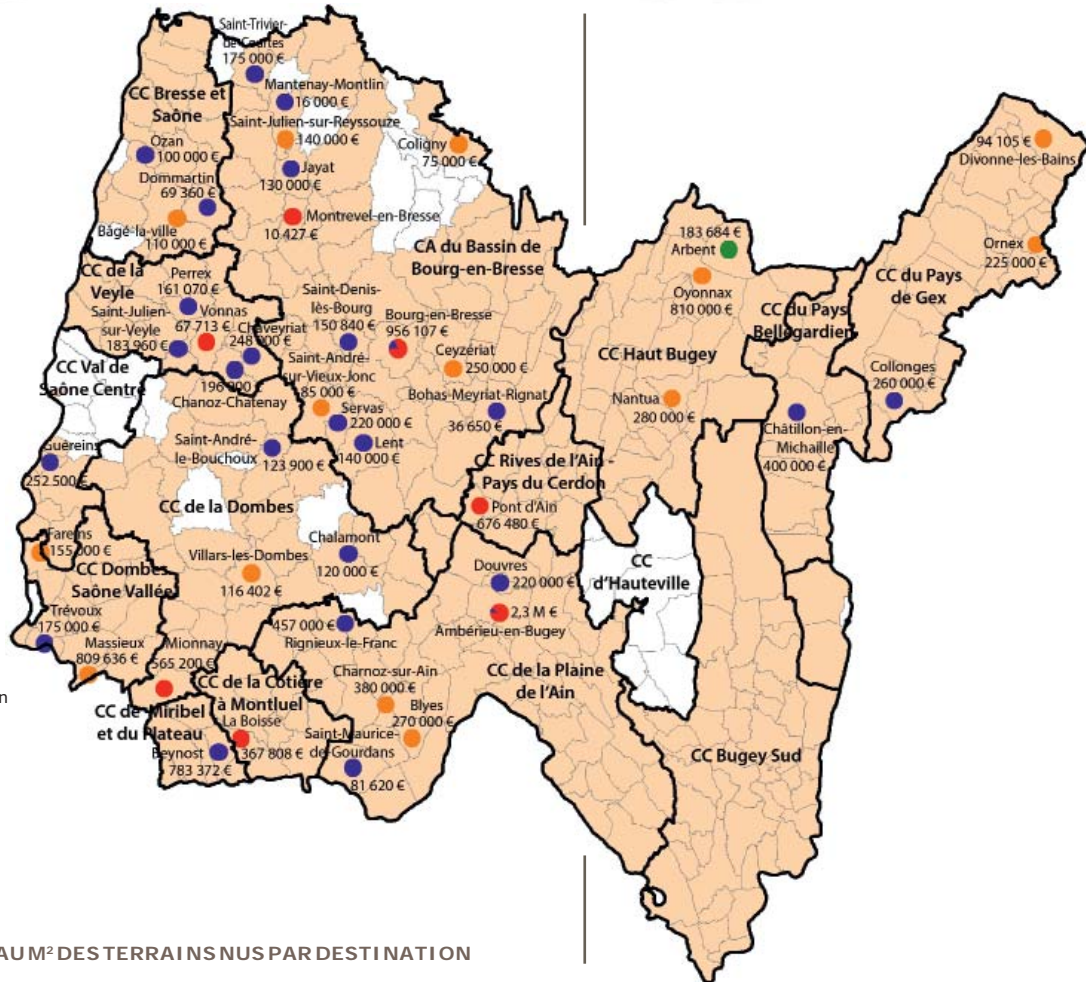 Saint-Trivier-
de-Courtes
175 000 €
Mantenay-Montlin
16 000 €
CC Bresse et
Saône
Saint-Julien-sur-Reyssouze
140 000 €
Coligny
75 000 €
Ozan
100 000 €
Jayat
130 000 €
Dommartin
69 360 €
Montrevel-en-Bresse
10 427 €
Bâgé-la-ville
110 000 €
94 105 €
Divonne-les-Bains
Ornex
225 000 €
CC du Pays
de Gex
183 684 €
Arbent
Oyonnax
810 000 €
CA du Bassin de
Bourg-en-Bresse
CC de la
Veyle
Perrex
161 070 €
Saint-Julien-
sur-Veyle
183 960 €
Vonnas
67 713 €
Chaveyriat
248 000 €
Saint-Denis-
lès-Bourg
150 840 €
Bourg-en-Bresse
956 107 €
CC du Pays
Bellegardien
CC Haut Bugey
Collonges
260 000 €
CC Val de
Saône Centre
196 000 €
Chanoz-Châtenay
Saint-André-
sur-Vieux-Jonc
85 000 €
Ceyzériat
250 000 €
Servas
220 000 €
Bohas-Meyriat-Rignat
36 650 €
Nantua
280 000 €
Châtillon-en-
Michaille
400 000 €
Lent
140 000 €
Guéreins
252 500 €
Saint-André-
le-Bouchoux
123 900 €
CC Rives de l'Ain -
Pays du Cerdon
Pont d'Ain
676 480 €
CC de la Dombes
Fareins
155 000 €
Chalamont
120 000 €
Villars-les-Dombes
116 402 €
CC Dombes
Saône Vallée
Douvres
220 000 €
2,3 M €
Ambérieu-en-Bugey
CC
d'Hauteville
Trévoux
175 000 €
457 000 €
Rignieux-le-Franc
Massieux
809 636 €
Mionnay
565 200 €
CC de la Côtière
à Montluel
Charnoz-sur-Ain
380 000 €
Blyes
270 000 €
CC de la Plaine
de l'Ain
n
CC de Miribel
et du Plateau
La Boisse
367 808 €
Saint-Maurice-
de-Gourdans
81 620 €
Beynost
783 372 €
CC Bugey Sud
AU M² DES TERRAINS NUS PAR DESTINATION